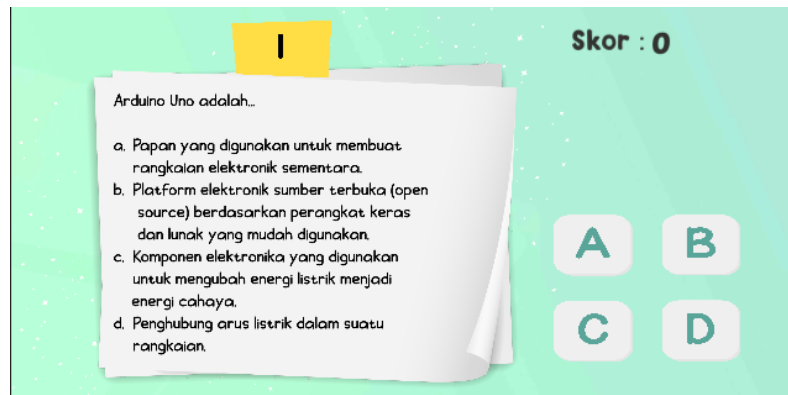 1
Skor : 0
Arduino Uno adalah...
a. Papan yang digunakan untuk membuat
rangkaian elektronik sementara.
b. Platform elektronik sumber terbuka (open
source) berdasarkan perangkat keras
dan lunak yang mudah digunakan.
c. Komponen elektronika yang digunakan
untuk mengubah energi listrik menjadi
energi cahaya.
d. Penghubung arus listrik dalam suatu
rangkaian.
A
B
C
D